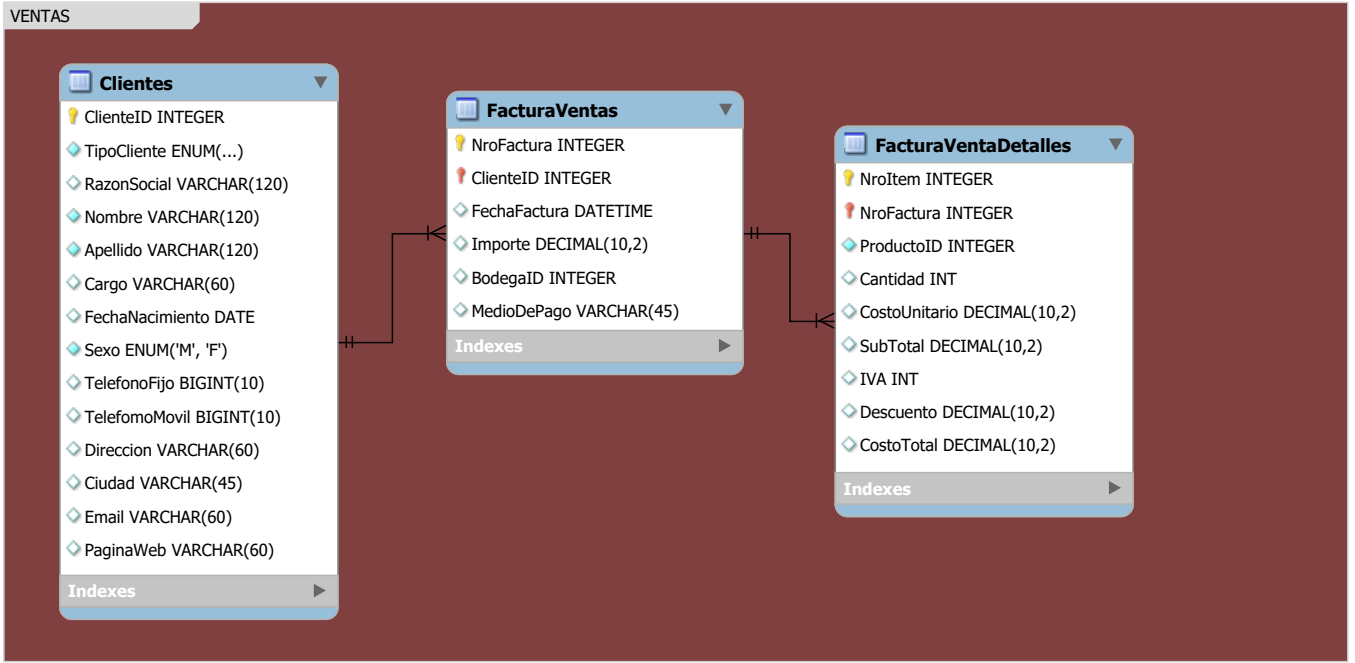 VENTAS
Clientes
ClienteID INTEGER
TipoCliente ENUM(...)
RazonSocial VARCHAR(120)
Nombre VARCHAR(120)
Apellido VARCHAR(120)
Cargo VARCHAR(60)
FechaNacimiento DATE
Sexo ENUM('M', 'F')
TelefonoFijo BIGINT(10)
TelefomoMovil BIGINT(10)
Direccion VARCHAR(60)
Ciudad VARCHAR(45)
Email VARCHAR(60)
PaginaWeb VARCHAR(60)
Indexes
FacturaVentas
NroFactura INTEGER
ClienteID INTEGER
FechaFactura DATETIME
Importe DECIMAL(10,2)
BodegaID INTEGER
MedioDePago VARCHAR(45)
Indexes
FacturaVentaDetalles
NroItem INTEGER
NroFactura INTEGER
ProductoID INTEGER
Cantidad INT
CostoUnitario DECIMAL(10,2)
SubTotal DECIMAL(10,2)
IVA INT
Descuento DECIMAL(10,2)
CostoTotal DECIMAL(10,2)
Indexes